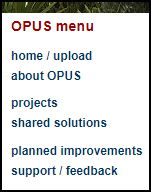 OPUS menu
home / upload
about OPUS
projects
shared solutions
planned improvements
support / feedback